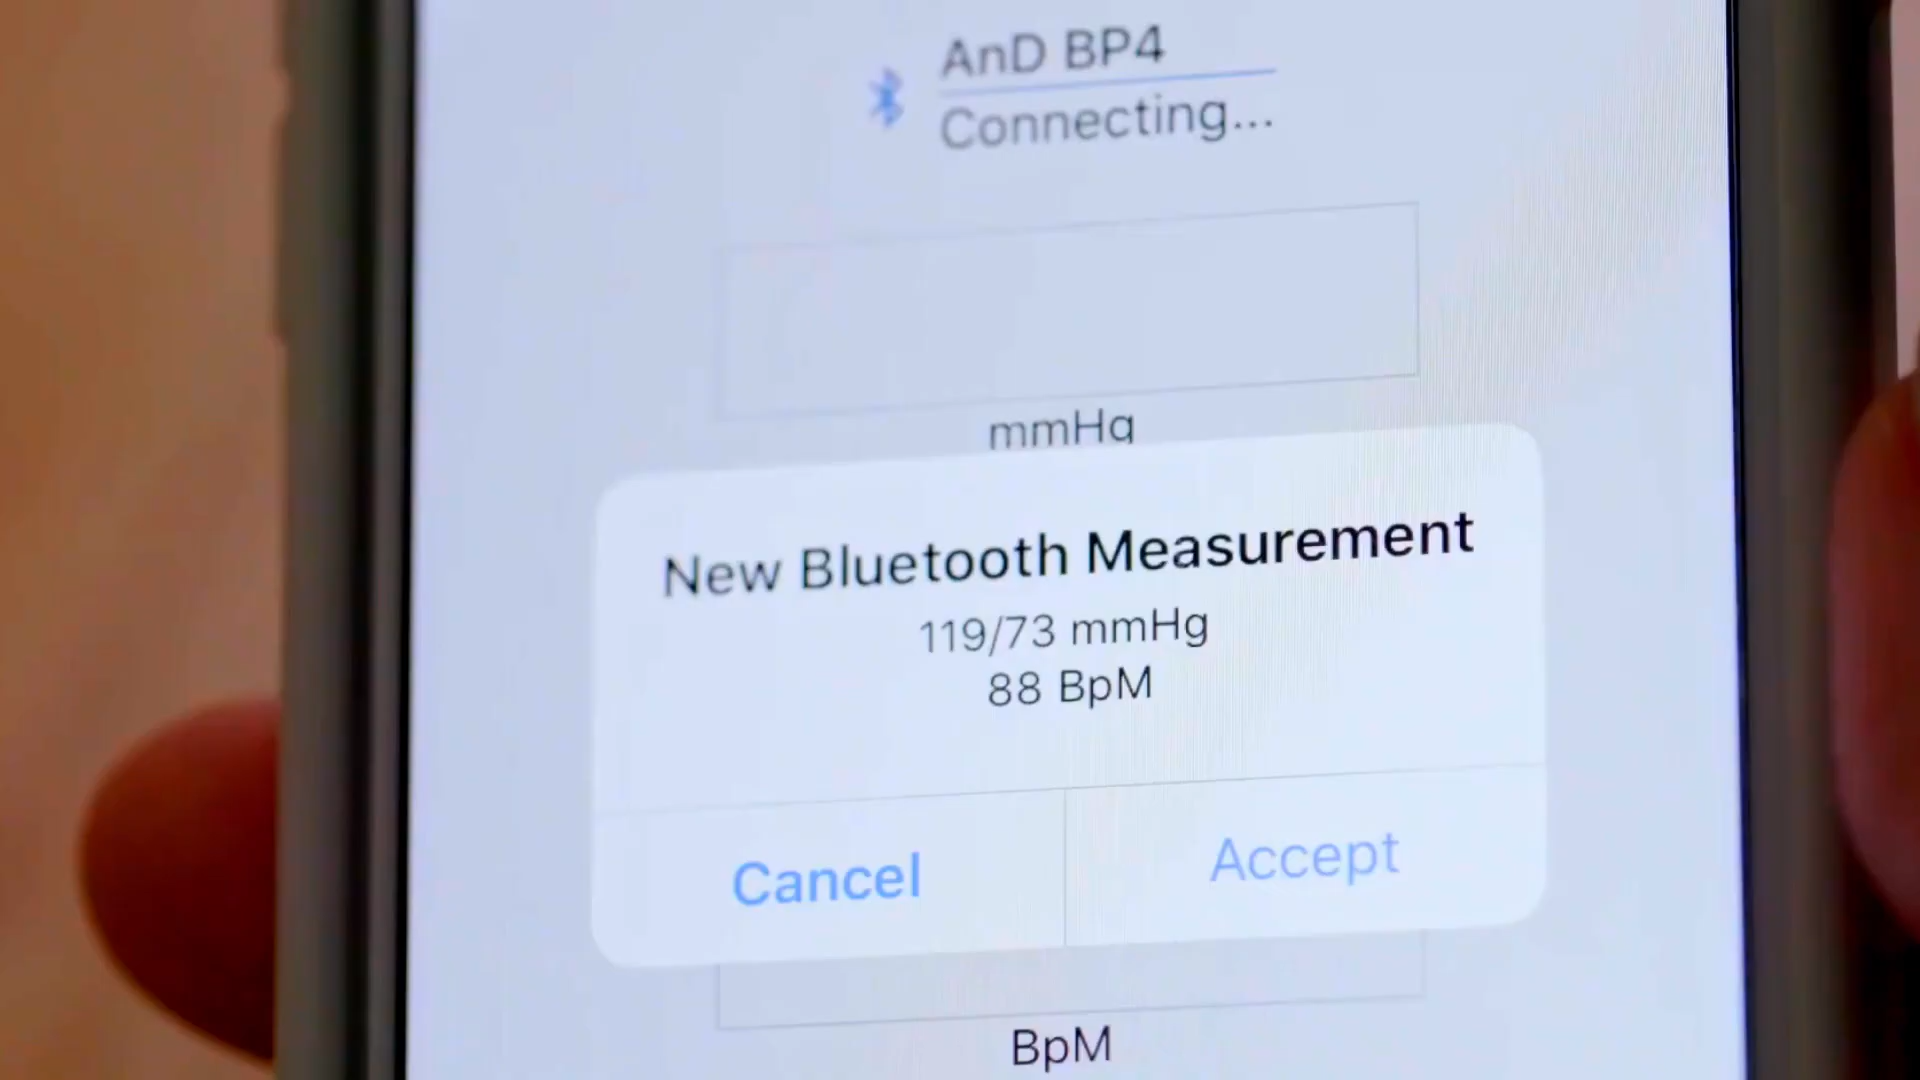 AnD BP4
Connecting...
mmHg
New Bluetooth Measurement
119/73 mmHg
88 BpM
Cancel
Accept
BpM